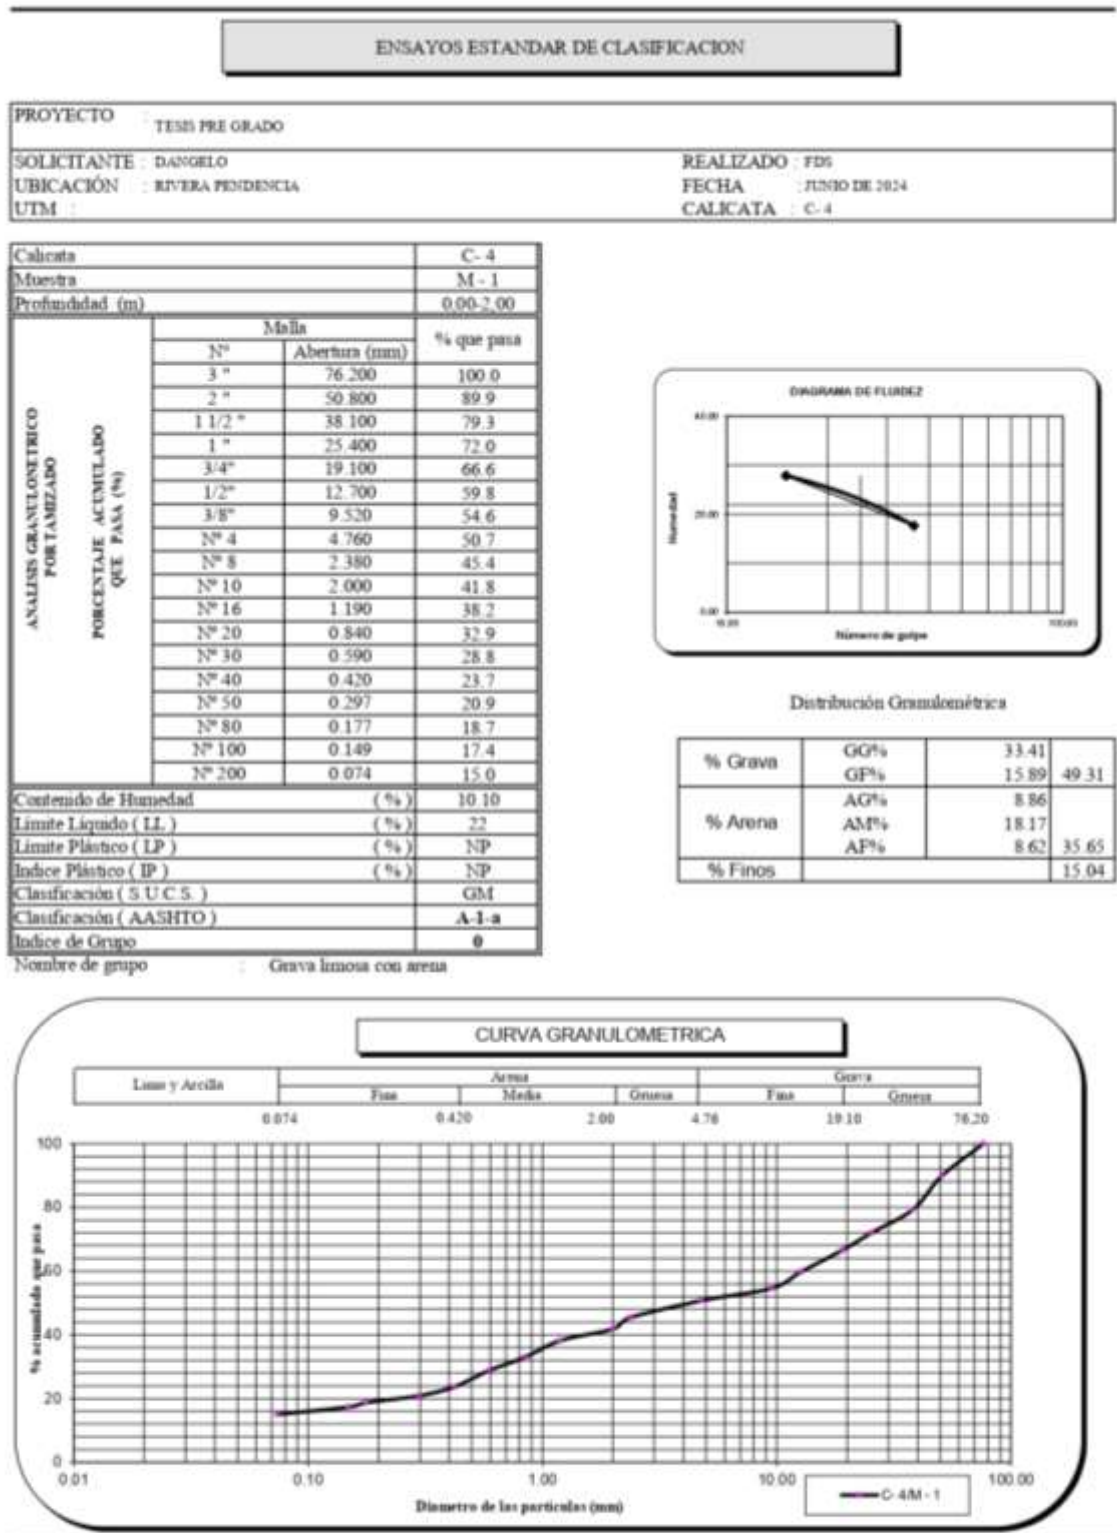 ENSAYOS ESTANDAR DE CLASIFICACION
PROYECTO : TESIS PRE GRADO
SOLICITANTE : DANGELO REALIZADO : FDS
UBICACIÓN : RIVERA PENDENCIA FECHA : JUNIO DE 2024
UTM : CALICATA : C- 4
Calicata C- 4
Muestra M - 1
Profundidad (m) 0.00-2,00
ANALISIS GRANULONETRICO POR TAMIZADO
PORCENTAJE ACUMULADO QUE PASA (%)
Malla % que pasa
Nº Abertura (mm)
3 " 76.200 100.0
2 " 50.800 89.9
1 1/2 " 38.100 79.3
1 " 25.400 72.0
3/4" 19.100 66.6
1/2" 12.700 59.8
3/8" 9.520 54.6
Nº 4 4.760 50.7
Nº 8 2.380 45.4
Nº 10 2.000 41.8
Nº 16 1.190 38.2
Nº 20 0.840 32.9
Nº 30 0.590 28.8
Nº 40 0.420 23.7
Nº 50 0.297 20.9
Nº 80 0.177 18.7
Nº 100 0.149 17.4
Nº 200 0.074 15.0
Contenido de Humedad ( % ) 10.10
Límite Líquido ( LL ) ( % ) 22
Límite Plástico ( LP ) ( % ) NP
Indice Plástico ( IP ) ( % ) NP
Clasificación ( S.U.C.S. ) GM
Clasificación ( AASHTO ) A-1-a
Indice de Grupo 0
Nombre de grupo : Grava limosa con arena
DIAGRAMA DE FLUIDEZ
40.00
20.00
0.00
Humedad
100.00
Número de golpe
Distribución Granulométrica
% Grava GG% 33.41
GF% 15.89 49.31
% Arena AG% 8.86
AM% 18.17
AF% 8.62 35.65
% Finos 15.04
CURVA GRANULOMETRICA
Limo y Arcilla Arena Grava
Fina Media Gruesa Fina Gruesa
0.074 0.420 2.00 4.76 19.10 76.20
100
80
60
40
20
0
% acumulado que pasa
0.01 0.10 1.00 10.00 100.00
Diametro de las particulas (mm)
C- 4/M - 1